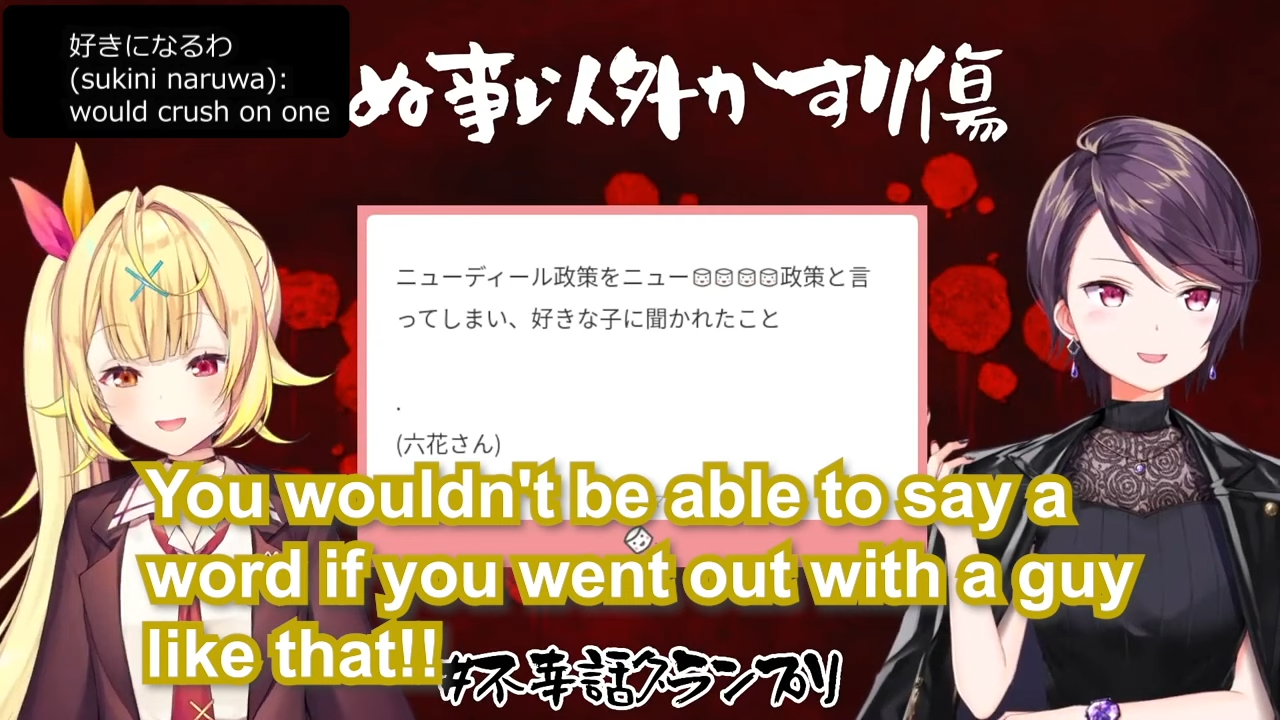 好きになるわ
(sukini naruwa):
would crush on one
ぬ事以外かすり傷
ニューディール政策をニュー政策と言
ってしまい、好きな子に聞かれたこと
.
(六花さん)
You wouldn't be able to say a
word if you went out with a guy
like that!!
#不幸話グランプリ